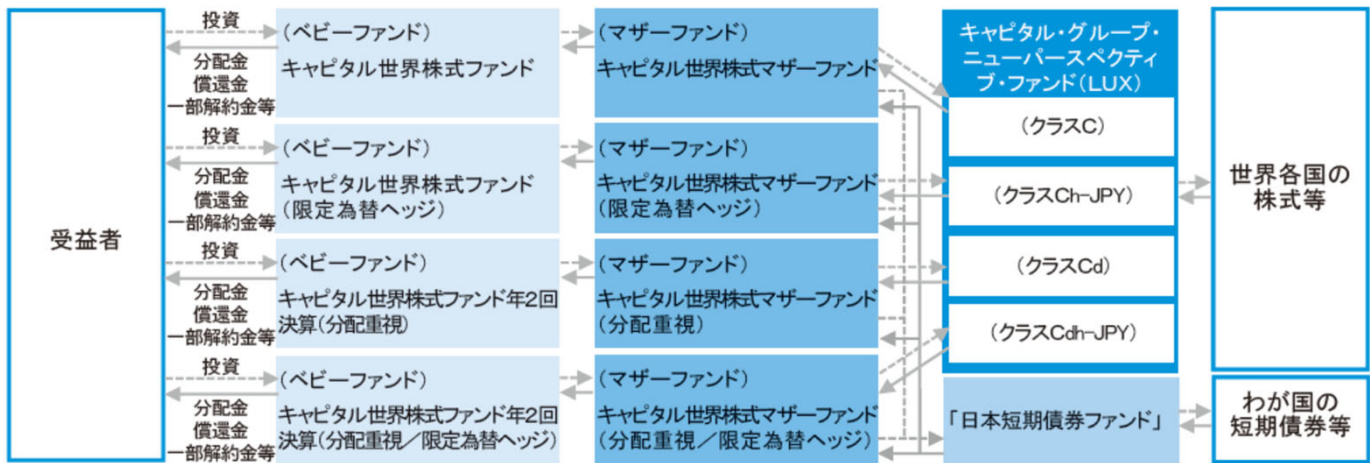 受益者
投資
分配金
償還金
一部解約金等
(ベビーファンド)
キャピタル世界株式ファンド
(マザーファンド)
キャピタル世界株式マザーファンド
投資
分配金
償還金
一部解約金等
(ベビーファンド)
キャピタル世界株式ファンド
(限定為替ヘッジ)
(マザーファンド)
キャピタル世界株式マザーファンド
(限定為替ヘッジ)
投資
分配金
償還金
一部解約金等
(ベビーファンド)
キャピタル世界株式ファンド年2回
決算(分配重視)
(マザーファンド)
キャピタル世界株式マザーファンド
(分配重視)
投資
分配金
償還金
一部解約金等
(ベビーファンド)
キャピタル世界株式ファンド年2回
決算(分配重視/限定為替ヘッジ)
(マザーファンド)
キャピタル世界株式マザーファンド
(分配重視/限定為替ヘッジ)
キャピタル・グループ・
ニューパースペクティ
ブ・ファンド(LUX)
(クラスC)
(クラスCh-JPY)
(クラスCd)
(クラスCdh-JPY)
「日本短期債券ファンド」
世界各国の
株式等
わが国の
短期債券等